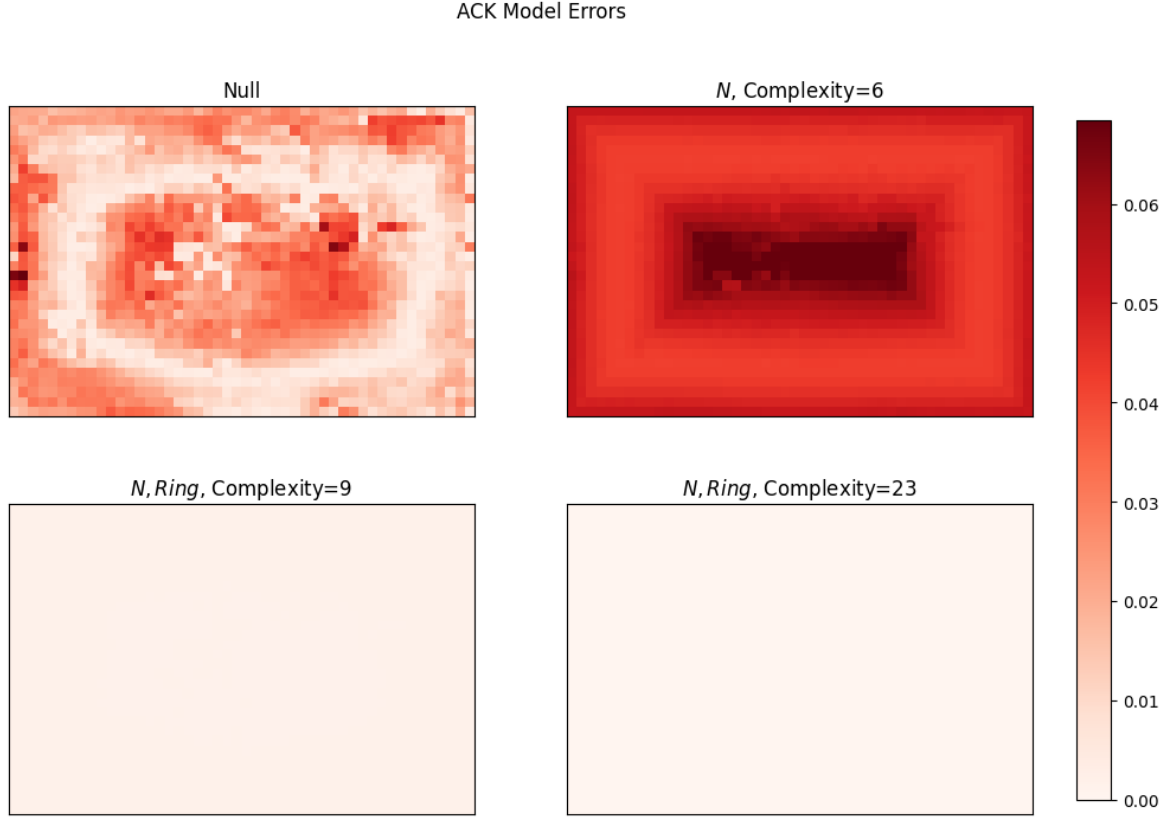 ACK Model Errors
Null
N, Complexity=6
N, Ring, Complexity=9
N, Ring, Complexity=23
0.06
0.05
0.04
0.03
0.02
0.01
0.00